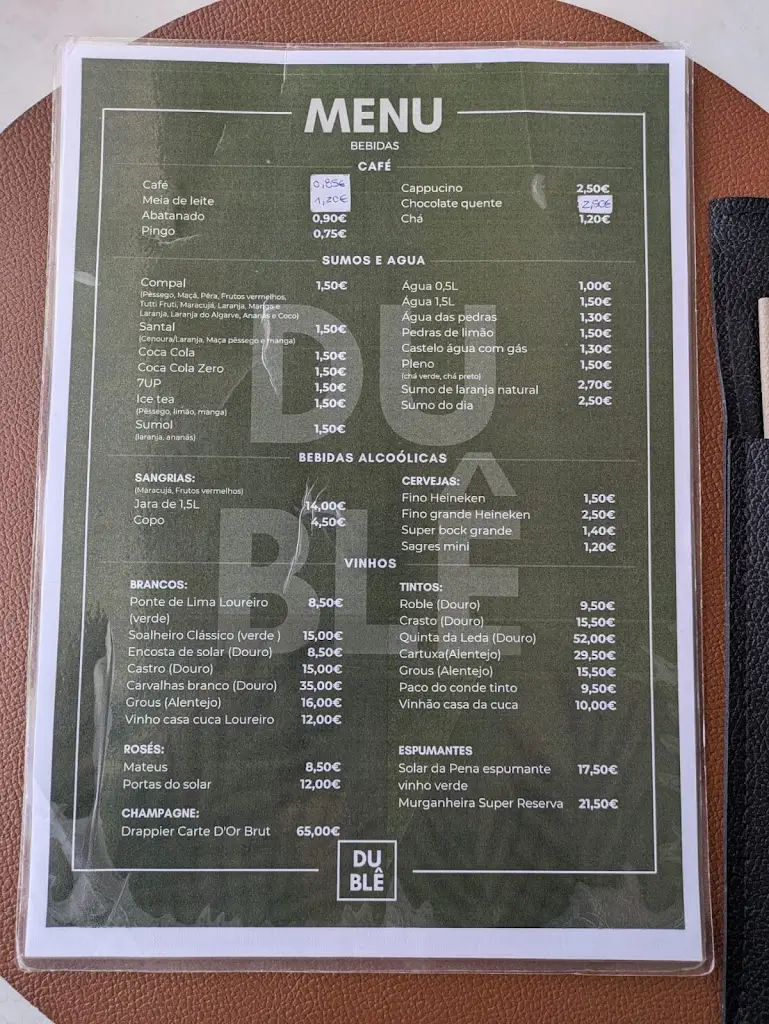 MENU
BEBIDAS
CAFÉ
Café 0,85€
Meia de leite 1,20€
Abatanado 0,90€
Pingo 0,75€
Cappucino 2,50€
Chocolate quente 2,50€
Chá 1,20€
SUMOS E AGUA
Compal 1,50€
(Pêssego, Maçã, Pêra, Frutos vermelhos,
Tutti Fruti, Maracujá, Laranja, Manga e
Laranja, Laranja do Algarve, Ananás e Coco)
Santal 1,50€
(Cenoura/Laranja, Maça pêssego e manga)
Coca Cola 1,50€
Coca Cola Zero 1,50€
7UP 1,50€
Ice tea 1,50€
(Pêssego, limão, manga)
Sumol 1,50€
(laranja, ananás)
Água 0,5L 1,00€
Água 1,5L 1,50€
Água das pedras 1,30€
Pedras de limão 1,50€
Castelo água com gás 1,30€
Pleno 1,50€
(chá verde, chá preto)
Sumo de laranja natural 2,70€
Sumo do dia 2,50€
BEBIDAS ALCOÓLICAS
SANGRIAS:
(Maracujá, Frutos vermelhos)
Jara de 1,5L 14,00€
Copo 4,50€
CERVEJAS:
Fino Heineken 1,50€
Fino grande Heineken 2,50€
Super bock grande 1,40€
Sagres mini 1,20€
VINHOS
BRANCOS:
Ponte de Lima Loureiro 8,50€
(verde)
Soalheiro Clássico (verde ) 15,00€
Encosta de solar (Douro) 8,50€
Castro (Douro) 15,00€
Carvalhas branco (Douro) 35,00€
Grous (Alentejo) 16,00€
Vinho casa cuca Loureiro 12,00€
TINTOS:
Roble (Douro) 9,50€
Crasto (Douro) 15,50€
Quinta da Leda (Douro) 52,00€
Cartuxa(Alentejo) 29,50€
Grous (Alentejo) 15,50€
Paco do conde tinto 9,50€
Vinhão casa da cuca 10,00€
ROSÉS:
Mateus 8,50€
Portas do solar 12,00€
CHAMPAGNE:
Drappier Carte D'Or Brut 65,00€
ESPUMANTES
Solar da Pena espumante 17,50€
vinho verde
Murganheira Super Reserva 21,50€
DU
BLÊ
DU
BLÊ